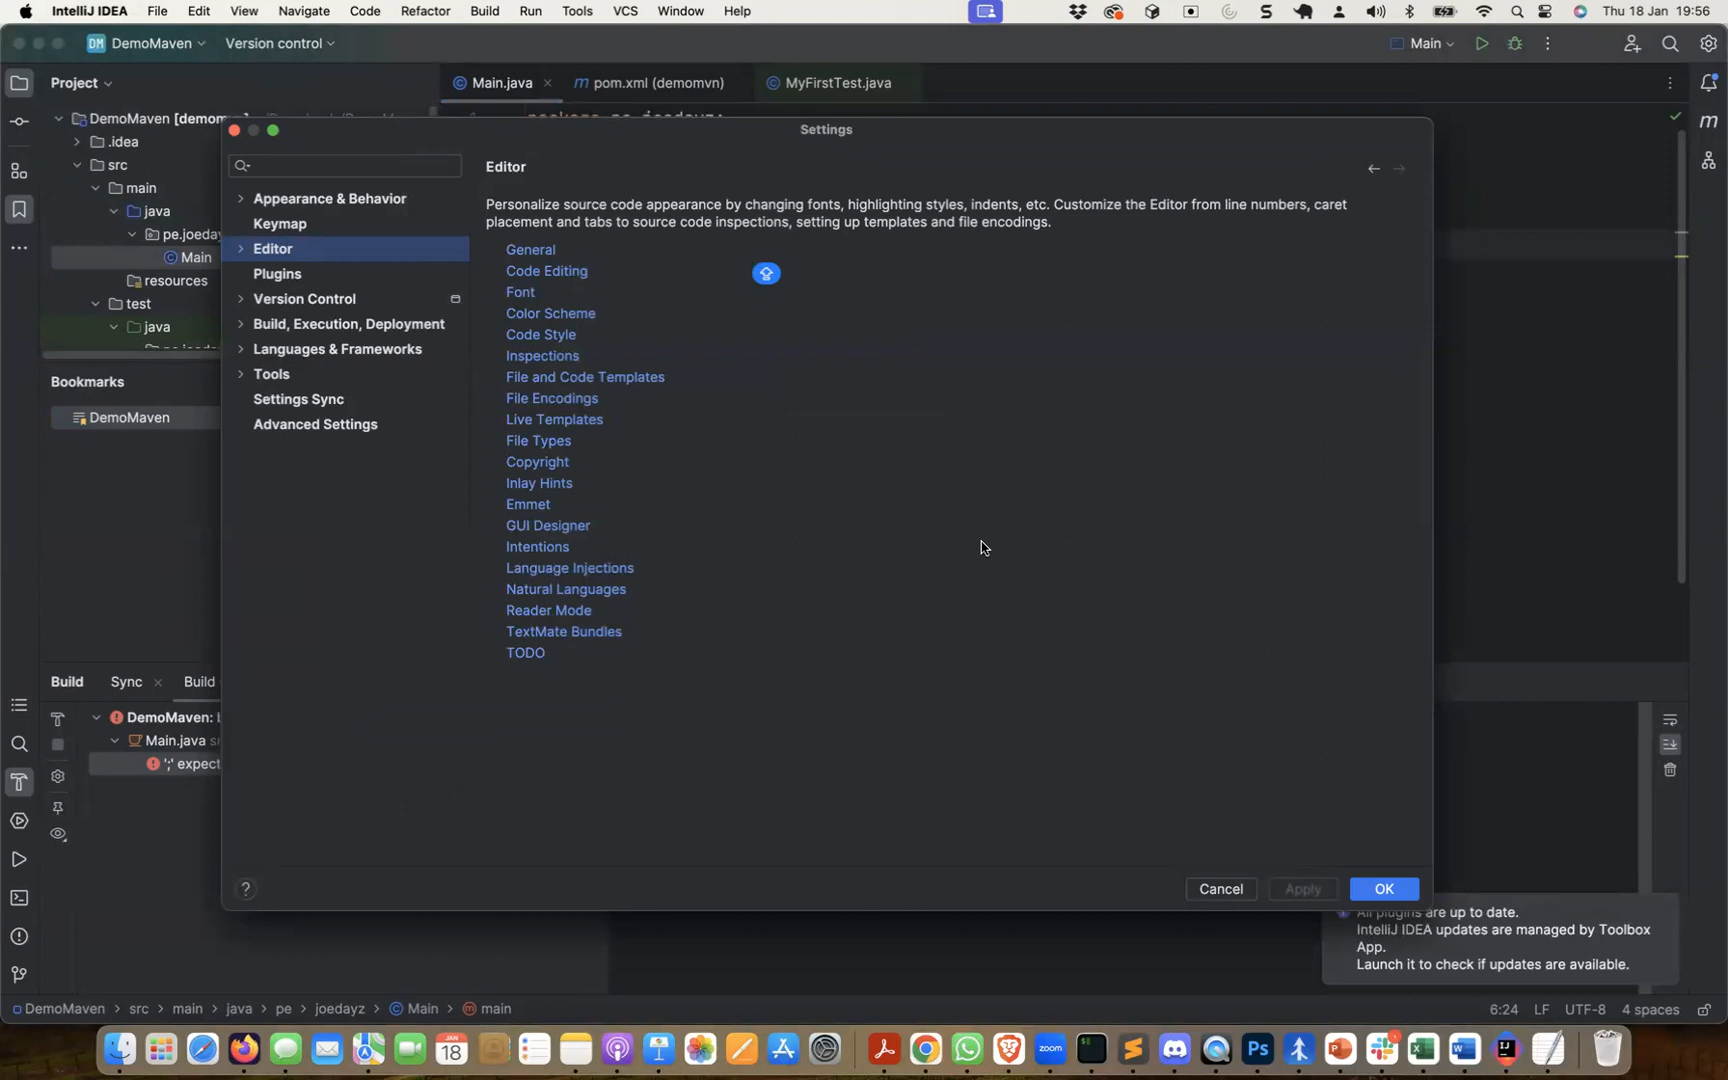 IntelliJ IDEA File Edit View Navigate Code Refactor Build Run Tools VCS Window Help Thu 18 Jan 19:56
DM DemoMaven Version control Main
Project Main.java pom.xml (demomvn) MyFirstTest.java
DemoMaven
.idea
src
main
java
Main
resources
test
java
Bookmarks
DemoMaven
Settings
Appearance & Behavior
Keymap
Editor
Plugins
Version Control
Build, Execution, Deployment
Languages & Frameworks
Tools
Settings Sync
Advanced Settings
Editor
Personalize source code appearance by changing fonts, highlighting styles, indents, etc. Customize the Editor from line numbers, caret
placement and tabs to source code inspections, setting up templates and file encodings.
General
Code Editing
Font
Color Scheme
Code Style
Inspections
File and Code Templates
File Encodings
Live Templates
File Types
Copyright
Inlay Hints
Emmet
GUI Designer
Intentions
Language Injections
Natural Languages
Reader Mode
TextMate Bundles
TODO
? Cancel Apply OK
Build Sync Build
DemoMaven:
Main.java
';' expect
All plugins are up to date.
IntelliJ IDEA updates are managed by Toolbox
App.
Launch it to check if updates are available.
DemoMaven > src > main > java > pe > joedayz > Main > main 6:24 LF UTF-8 4 spaces
JAN
18
zoom
Ps